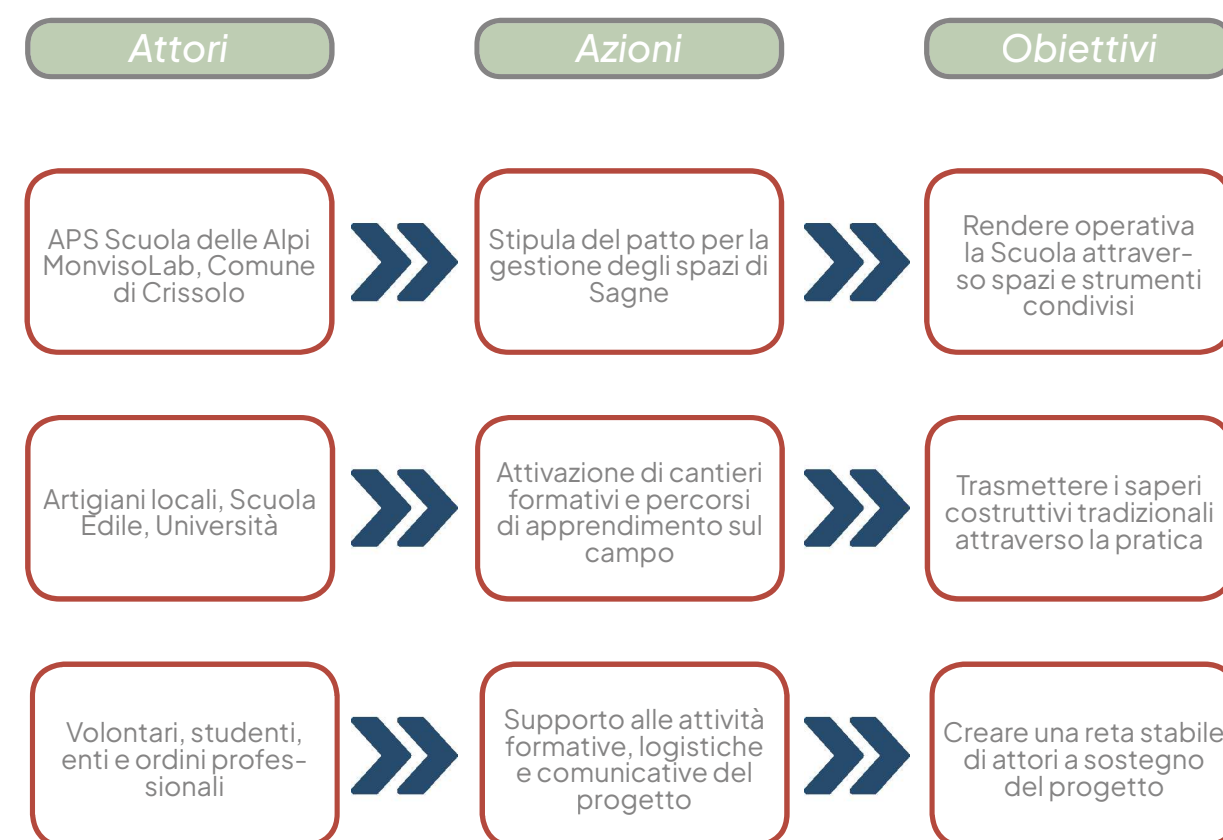 Attori
Azioni
Obiettivi
APS Scuola delle Alpi
MonvisoLab, Comune
di Crissolo
Stipula del patto per la
gestione degli spazi di
Sagne
Rendere operativa
la Scuola attraver-
so spazi e strumenti
condivisi
Artigiani locali, Scuola
Edile, Università
Attivazione di cantieri
formativi e percorsi
di apprendimento sul
campo
Trasmettere i saperi
costruttivi tradizionali
attraverso la pratica
Volontari, studenti,
enti e ordini profes-
sionali
Supporto alle attività
formative, logistiche
e comunicative del
progetto
Creare una reta stabile
di attori a sostegno
del progetto